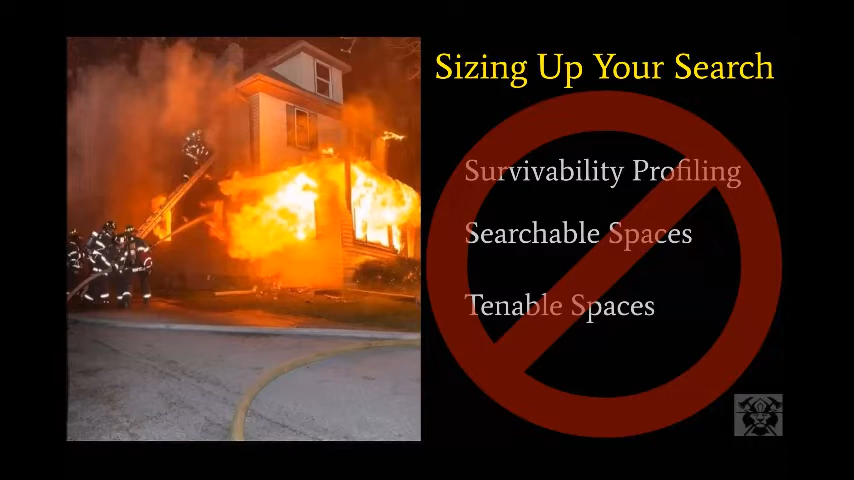 Sizing Up Your Search
Survivability Profiling
Searchable Spaces
Tenable Spaces